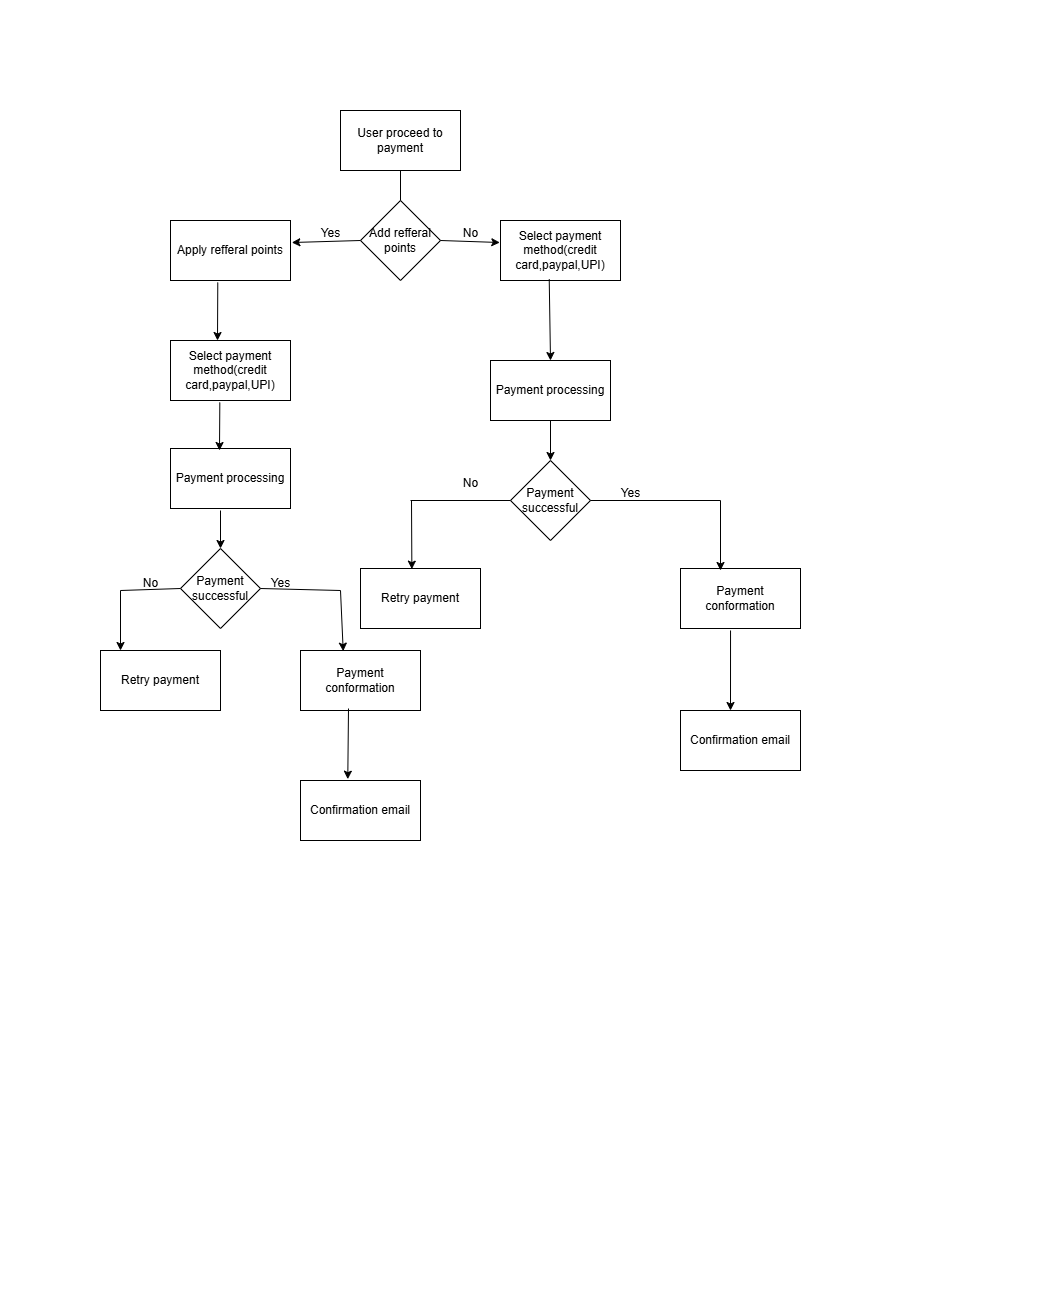 User proceed to
payment
Add refferal
points
Yes
No
Apply refferal points
Select payment
method(credit
card,paypal,UPI)
Select payment
method(credit
card,paypal,UPI)
Payment processing
Payment processing
No
Payment
successful
Yes
No
Payment
successful
Yes
Retry payment
Payment
conformation
Retry payment
Payment
conformation
Confirmation email
Confirmation email